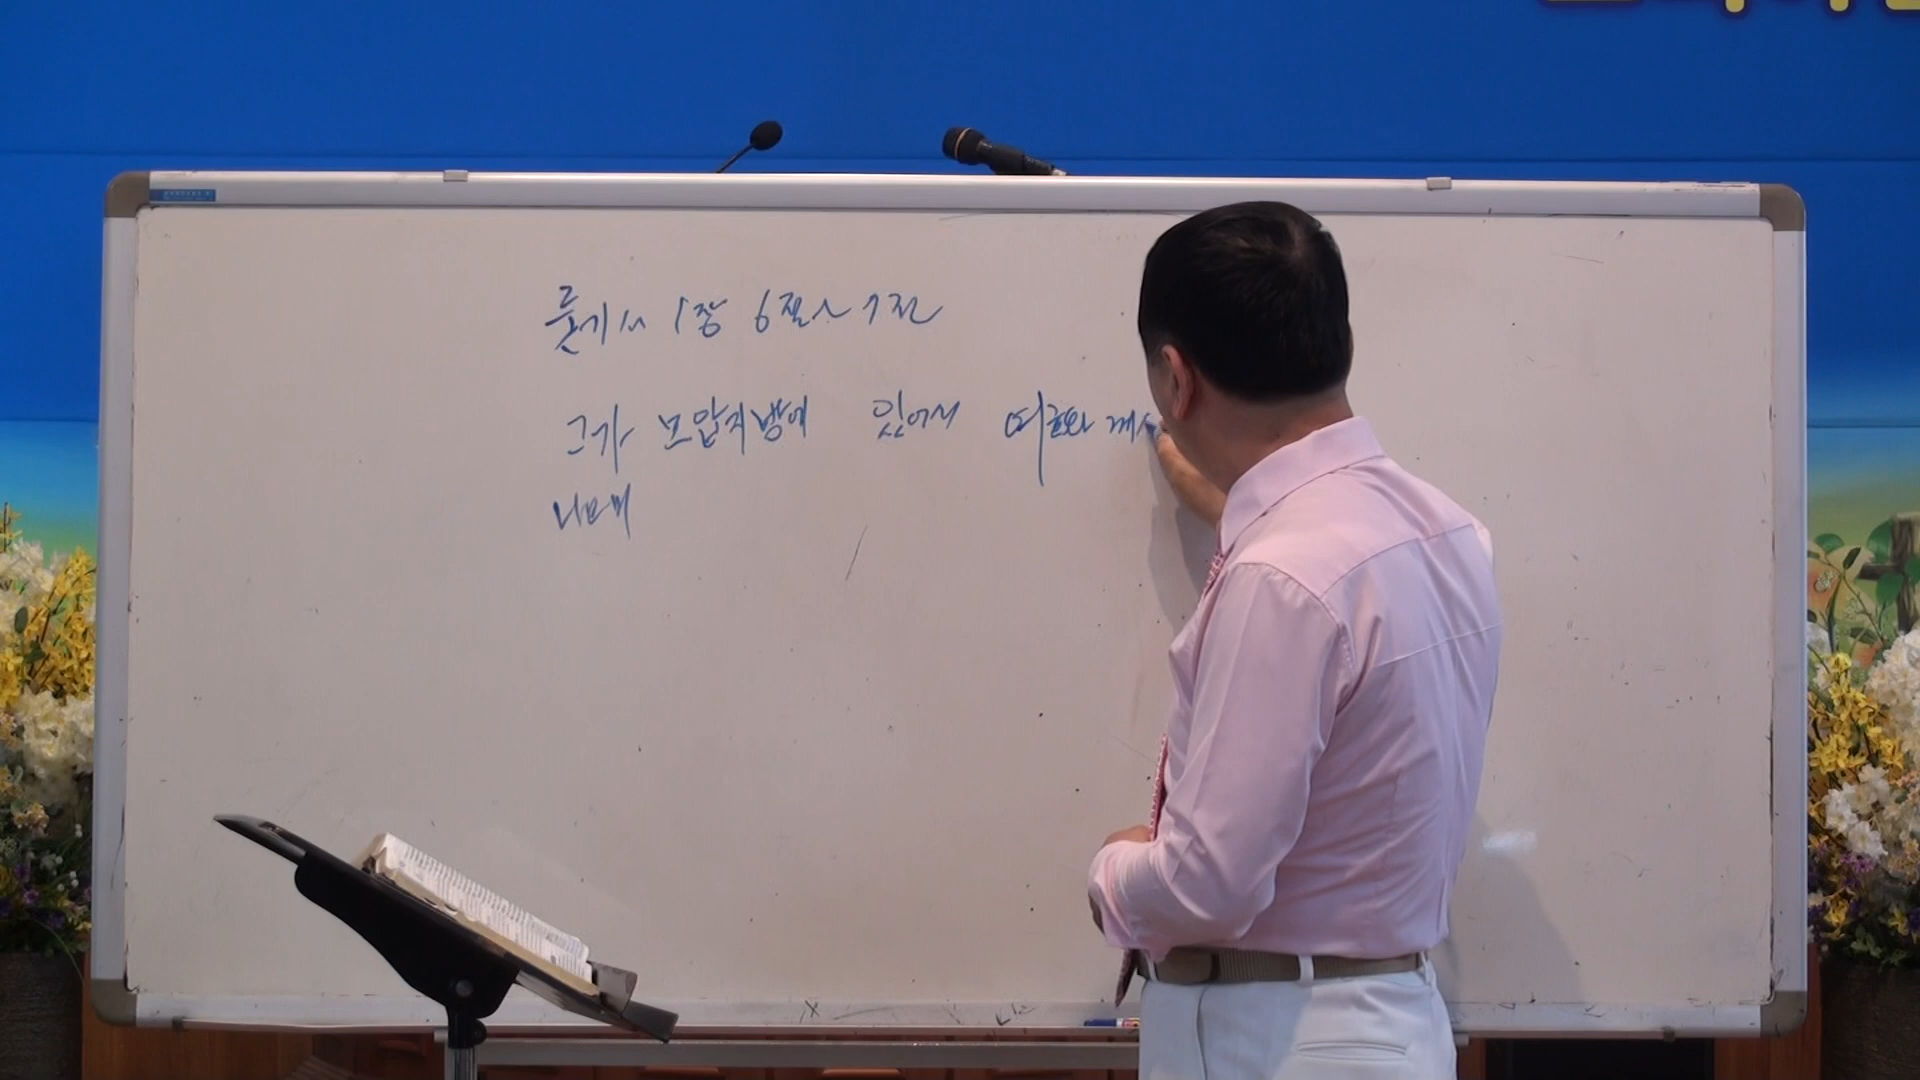 룻기서 1장 6절~7절
그가 모압지방에 있어서 여호와 께서
나오미